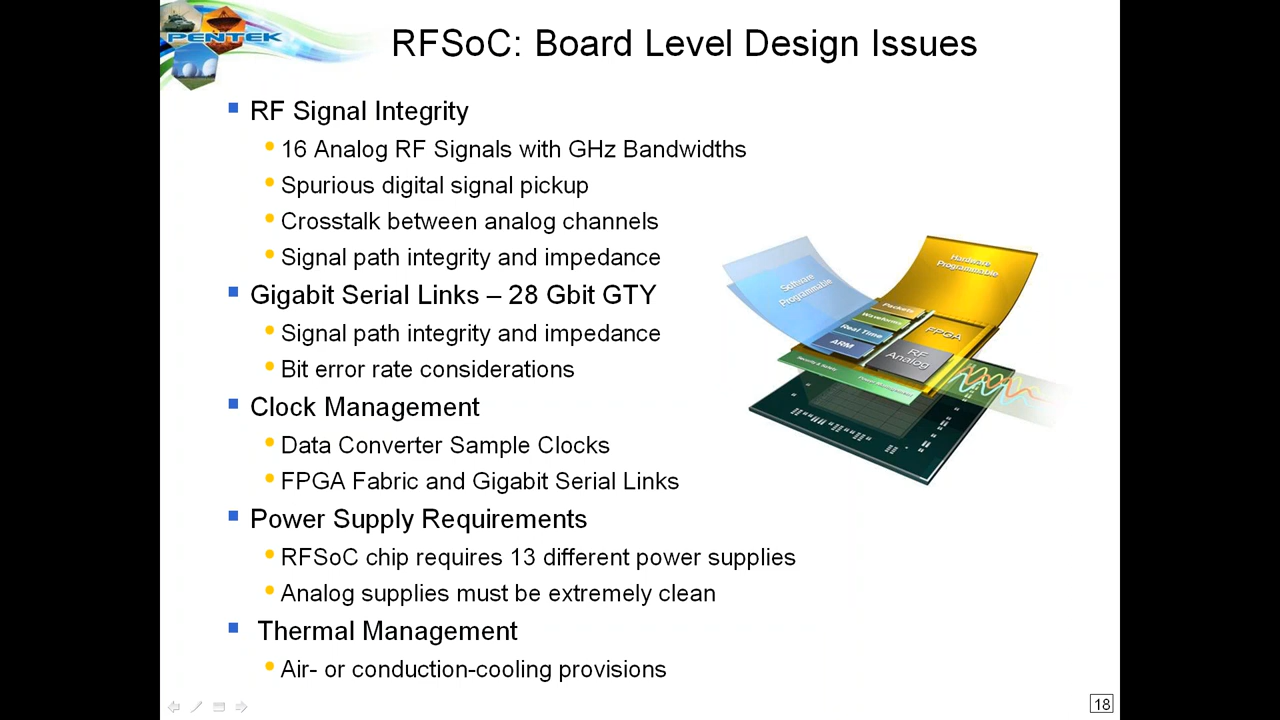 PENTEK
RFSoC: Board Level Design Issues
RF Signal Integrity
16 Analog RF Signals with GHz Bandwidths
Spurious digital signal pickup
Crosstalk between analog channels
Signal path integrity and impedance
Gigabit Serial Links – 28 Gbit GTY
Signal path integrity and impedance
Bit error rate considerations
Clock Management
Data Converter Sample Clocks
FPGA Fabric and Gigabit Serial Links
Power Supply Requirements
RFSoC chip requires 13 different power supplies
Analog supplies must be extremely clean
Thermal Management
Air- or conduction-cooling provisions
Software
Programmable
Hardware
Programmable
Packets
Waveforms
Real Time
ARM
FPGA
RF
Analog
Security & Safety
18